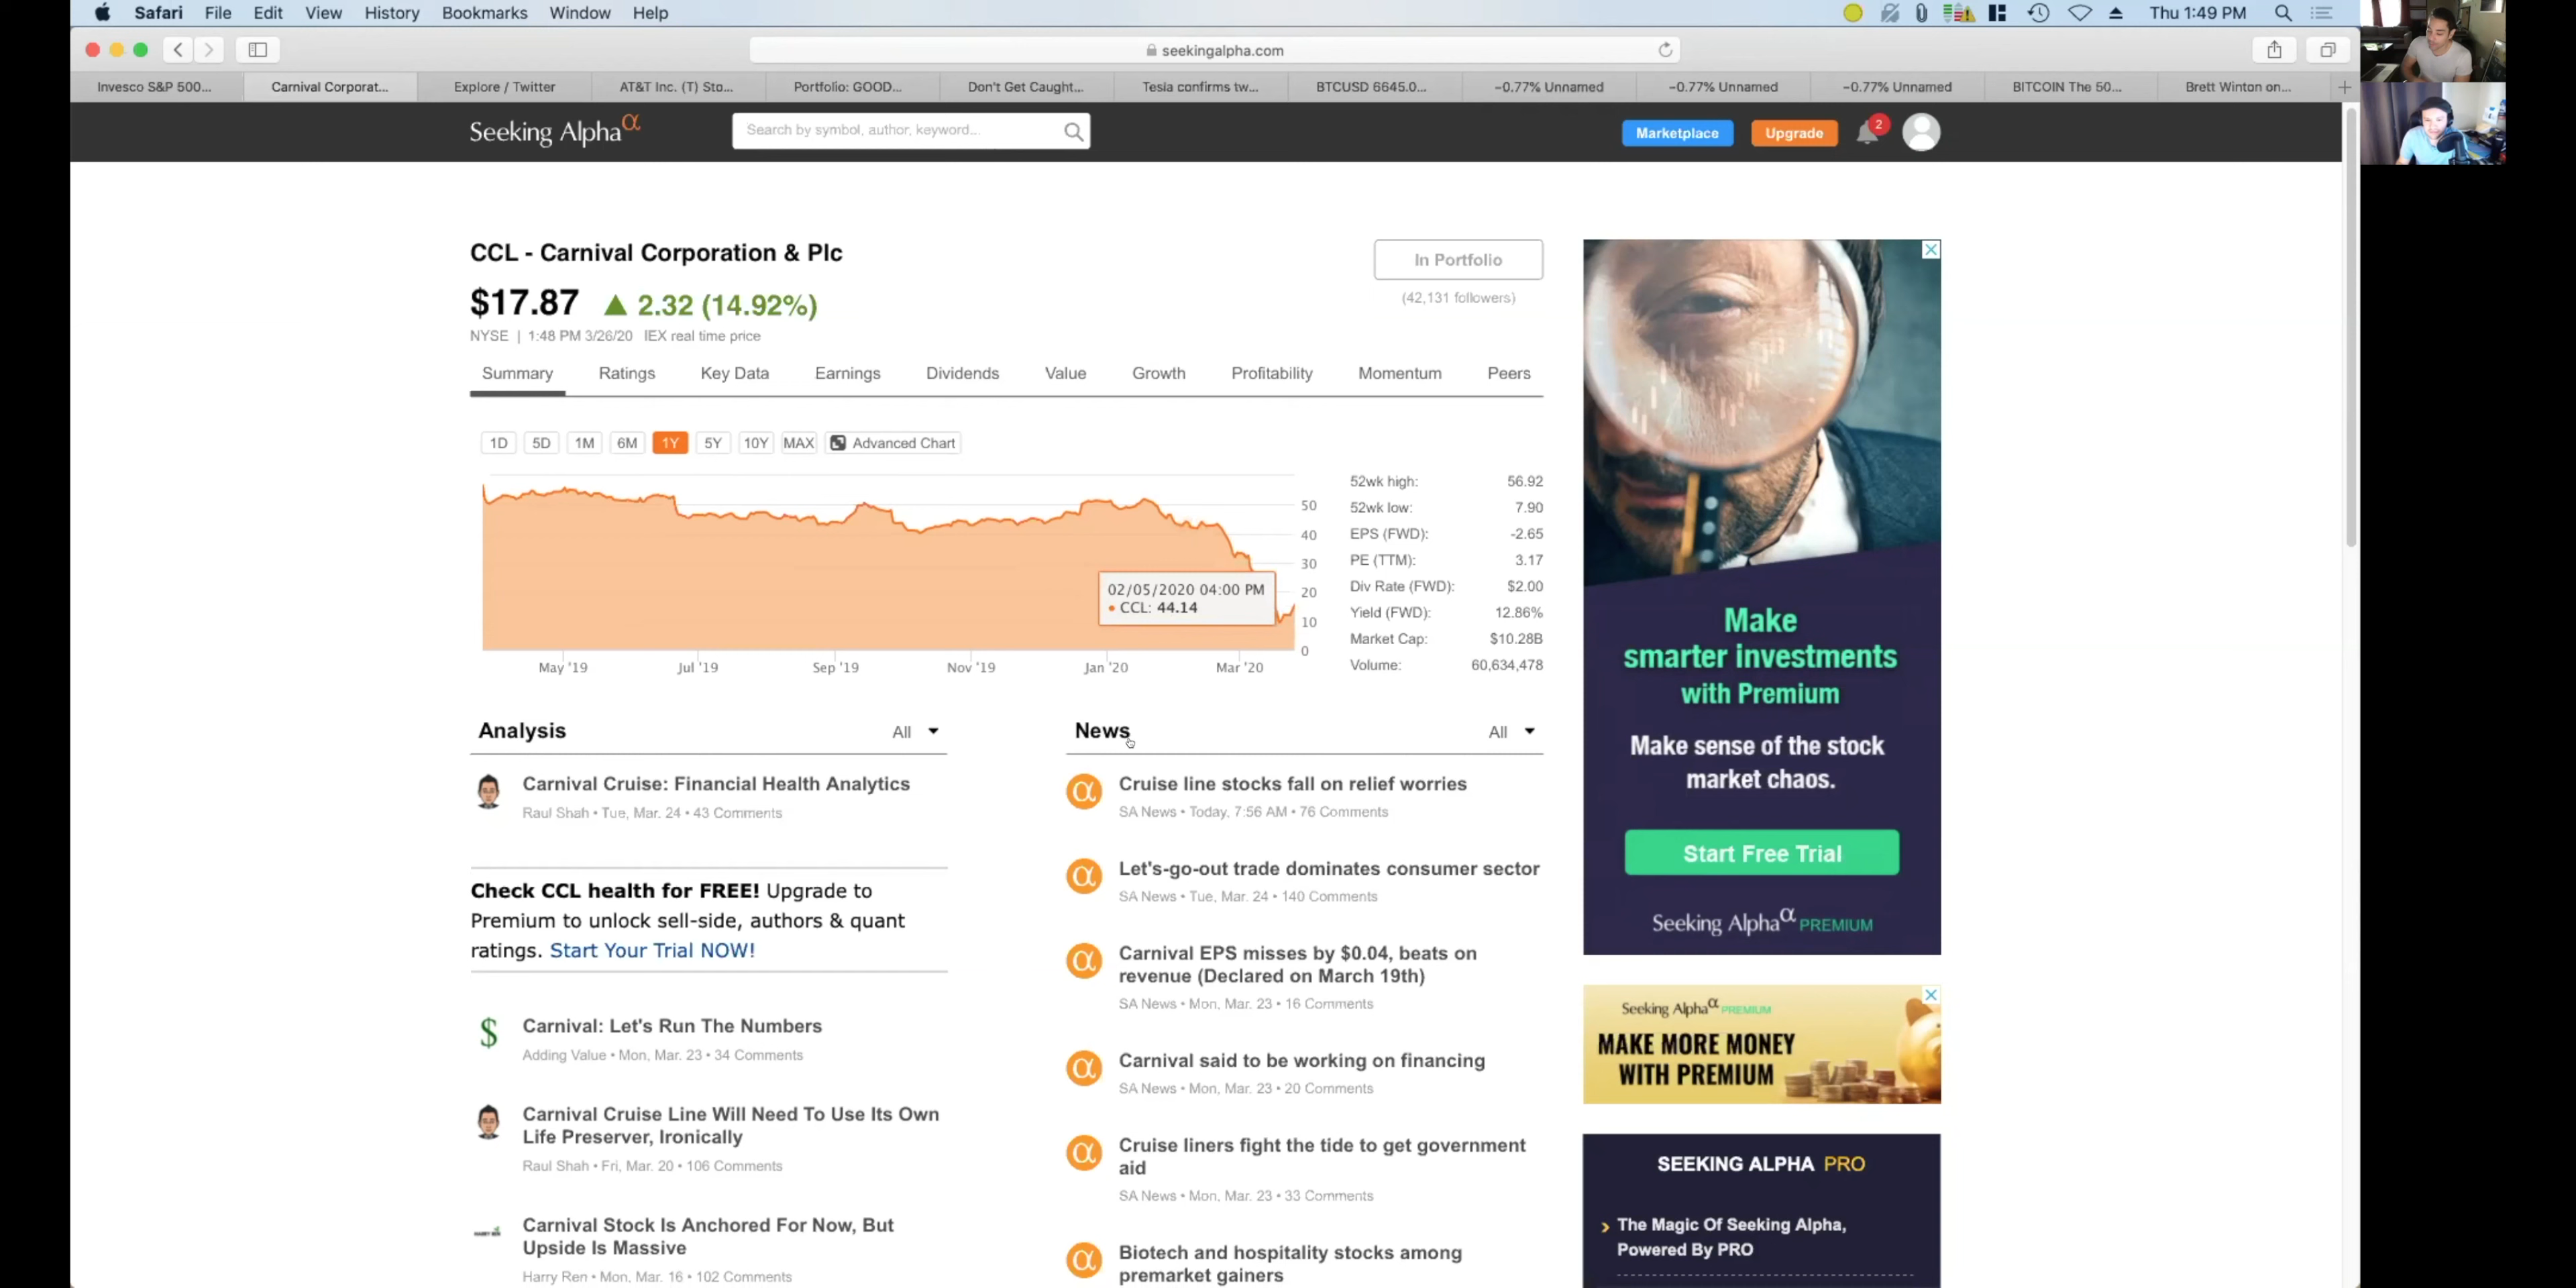 Safari File Edit View History Bookmarks Window Help Thu 1:49 PM
seekingalpha.com
Invesco S&P 500... Carnival Corporat... Explore / Twitter AT&T Inc. (T) Sto... Portfolio: GOOD... Don't Get Caught... Tesla confirms tw... BTCUSD 6645.0... -0.77% Unnamed -0.77% Unnamed -0.77% Unnamed BITCOIN The 50... Brett Winton on...
Seeking Alphaα Search by symbol, author, keyword... Marketplace Upgrade 2
CCL - Carnival Corporation & Plc
In Portfolio
$17.87 ▲ 2.32 (14.92%)
(42,131 followers)
NYSE | 1:48 PM 3/26/20 IEX real time price
Summary Ratings Key Data Earnings Dividends Value Growth Profitability Momentum Peers
1D 5D 1M 6M 1Y 5Y 10Y MAX Advanced Chart
50
40
30
20
10
0
02/05/2020 04:00 PM
• CCL: 44.14
May '19 Jul '19 Sep '19 Nov '19 Jan '20 Mar '20
52wk high: 56.92
52wk low: 7.90
EPS (FWD): -2.65
PE (TTM): 3.17
Div Rate (FWD): $2.00
Yield (FWD): 12.86%
Market Cap: $10.28B
Volume: 60,634,478
Analysis All
Carnival Cruise: Financial Health Analytics
Raul Shah • Tue, Mar. 24 • 43 Comments
Check CCL health for FREE! Upgrade to
Premium to unlock sell-side, authors & quant
ratings. Start Your Trial NOW!
$
Carnival: Let's Run The Numbers
Adding Value • Mon, Mar. 23 • 34 Comments
Carnival Cruise Line Will Need To Use Its Own
Life Preserver, Ironically
Raul Shah • Fri, Mar. 20 • 106 Comments
Carnival Stock Is Anchored For Now, But
Upside Is Massive
Harry Ren • Mon, Mar. 16 • 102 Comments
News All
α Cruise line stocks fall on relief worries
SA News • Today, 7:56 AM • 76 Comments
α Let's-go-out trade dominates consumer sector
SA News • Tue, Mar. 24 • 140 Comments
α Carnival EPS misses by $0.04, beats on
revenue (Declared on March 19th)
SA News • Mon, Mar. 23 • 16 Comments
α Carnival said to be working on financing
SA News • Mon, Mar. 23 • 20 Comments
α Cruise liners fight the tide to get government
aid
SA News • Mon, Mar. 23 • 33 Comments
α Biotech and hospitality stocks among
premarket gainers
Make
smarter investments
with Premium
Make sense of the stock
market chaos.
Start Free Trial
Seeking Alphaα PREMIUM
Seeking Alphaα PREMIUM
MAKE MORE MONEY
WITH PREMIUM
SEEKING ALPHA PRO
The Magic Of Seeking Alpha,
Powered By PRO